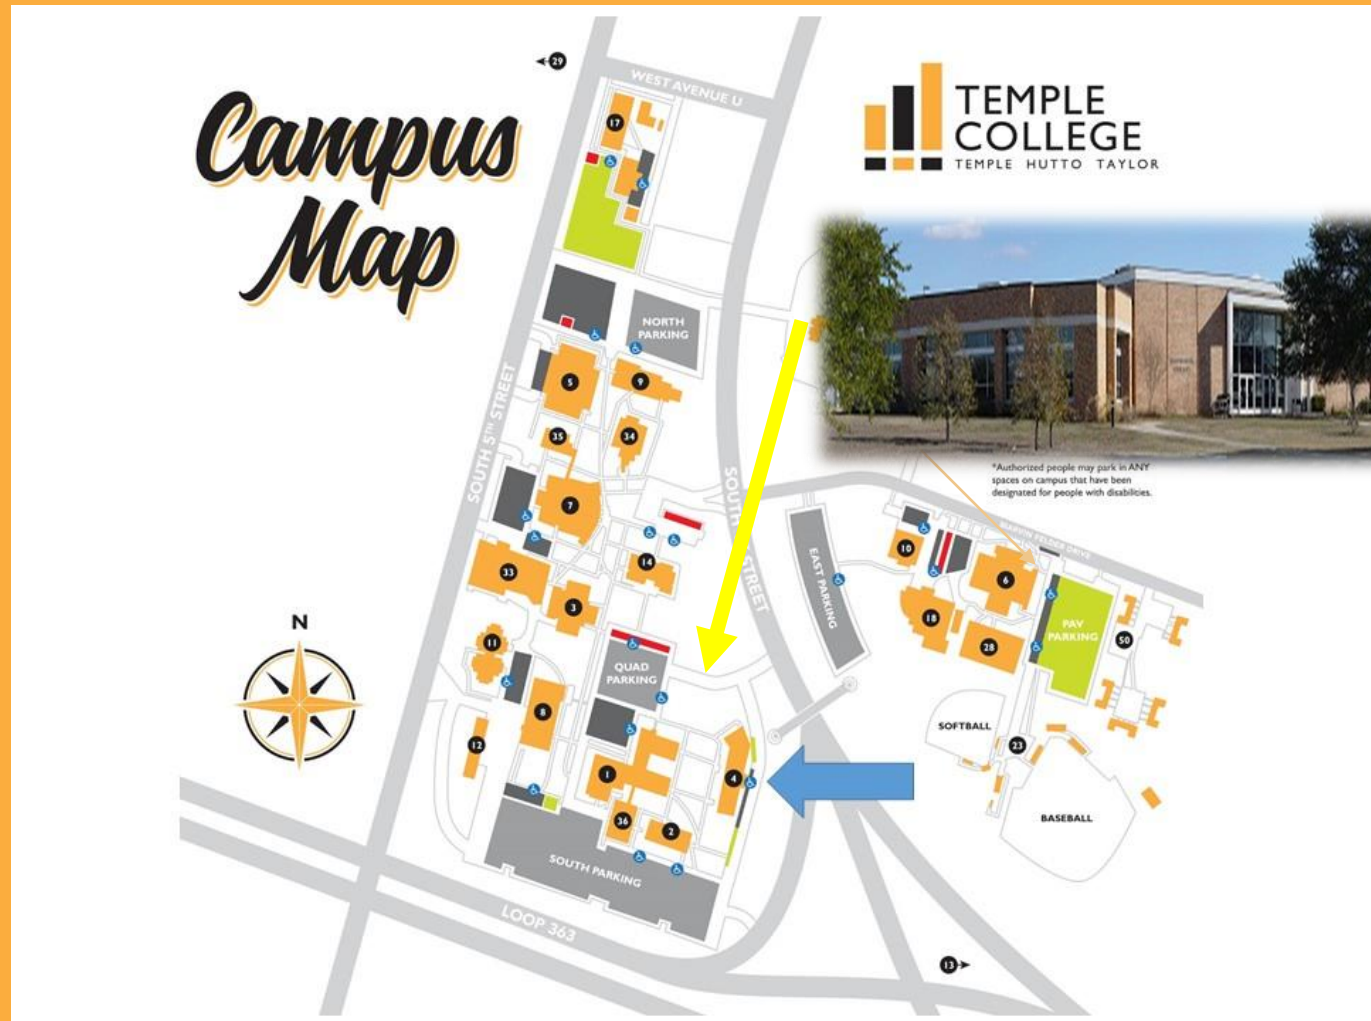 Campus
Map
29
WEST AVENUE U
TEMPLE
COLLEGE
TEMPLE HUTTO TAYLOR
17
NORTH
PARKING
5
9
SOUTH 5TH STREET
35
34
*Authorized people may park in ANY
spaces on campus that have been
designated for people with disabilities.
7
SOUTH
STREET
MARVIN FELDER DRIVE
EAST PARKING
10
14
33
6
3
18
PAV
PARKING
50
N
11
28
QUAD
PARKING
8
SOFTBALL
12
23
1
4
BASEBALL
36
2
SOUTH PARKING
LOOP 363
13